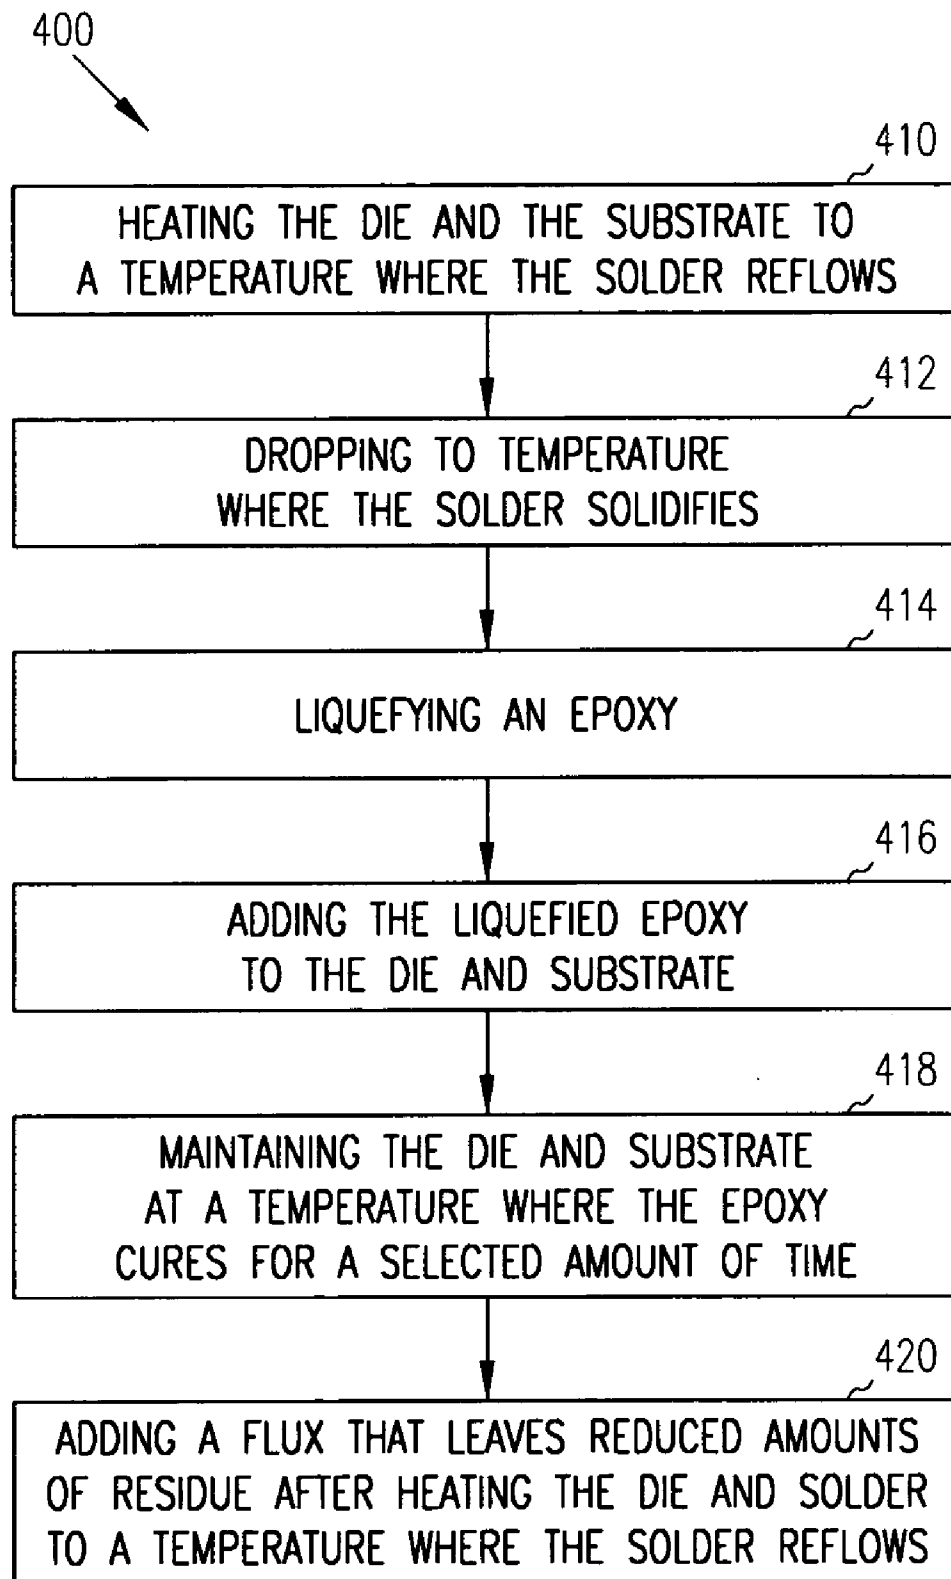 400
410
HEATING THE DIE AND THE SUBSTRATE TO
A TEMPERATURE WHERE THE SOLDER REFLOWS
412
DROPPING TO TEMPERATURE
WHERE THE SOLDER SOLIDIFIES
414
LIQUEFYING AN EPOXY
416
ADDING THE LIQUEFIED EPOXY
TO THE DIE AND SUBSTRATE
418
MAINTAINING THE DIE AND SUBSTRATE
AT A TEMPERATURE WHERE THE EPOXY
CURES FOR A SELECTED AMOUNT OF TIME
420
ADDING A FLUX THAT LEAVES REDUCED AMOUNTS
OF RESIDUE AFTER HEATING THE DIE AND SOLDER
TO A TEMPERATURE WHERE THE SOLDER REFLOWS